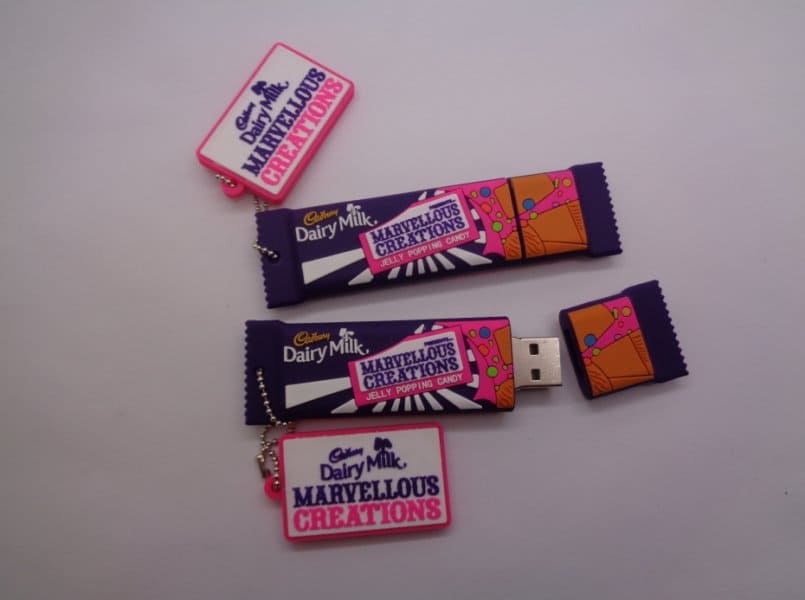 Cadbury
Dairy Milk
MARVELLOUS
CREATIONS
Cadbury
Dairy Milk
MARVELLOUS
CREATIONS
JELLY POPPING CANDY
Cadbury
Dairy Milk
MARVELLOUS
CREATIONS
JELLY POPPING CANDY
Cadbury
Dairy Milk
MARVELLOUS
CREATIONS